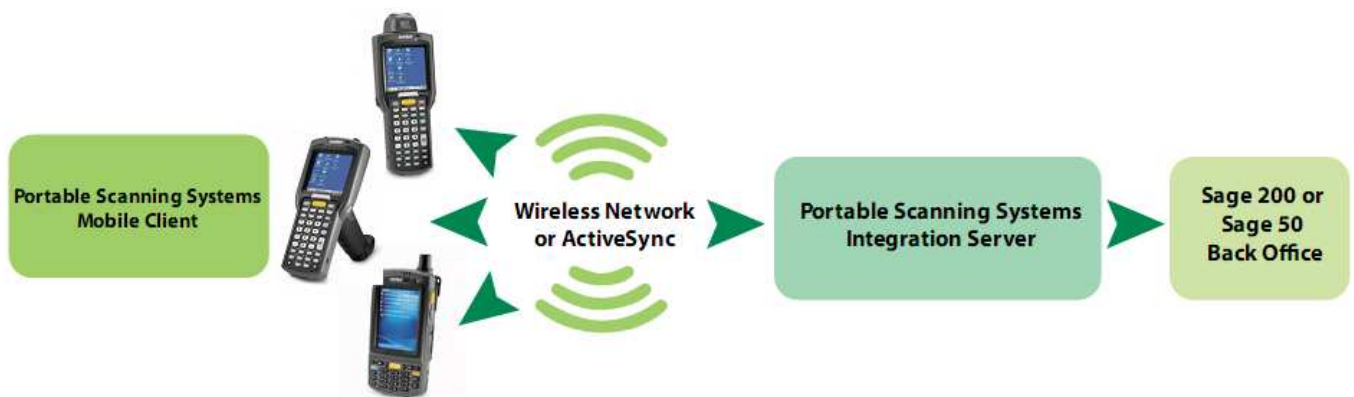 Portable Scanning Systems
Mobile Client
Wireless Network
or ActiveSync
Portable Scanning Systems
Integration Server
Sage 200 or
Sage 50
Back Office